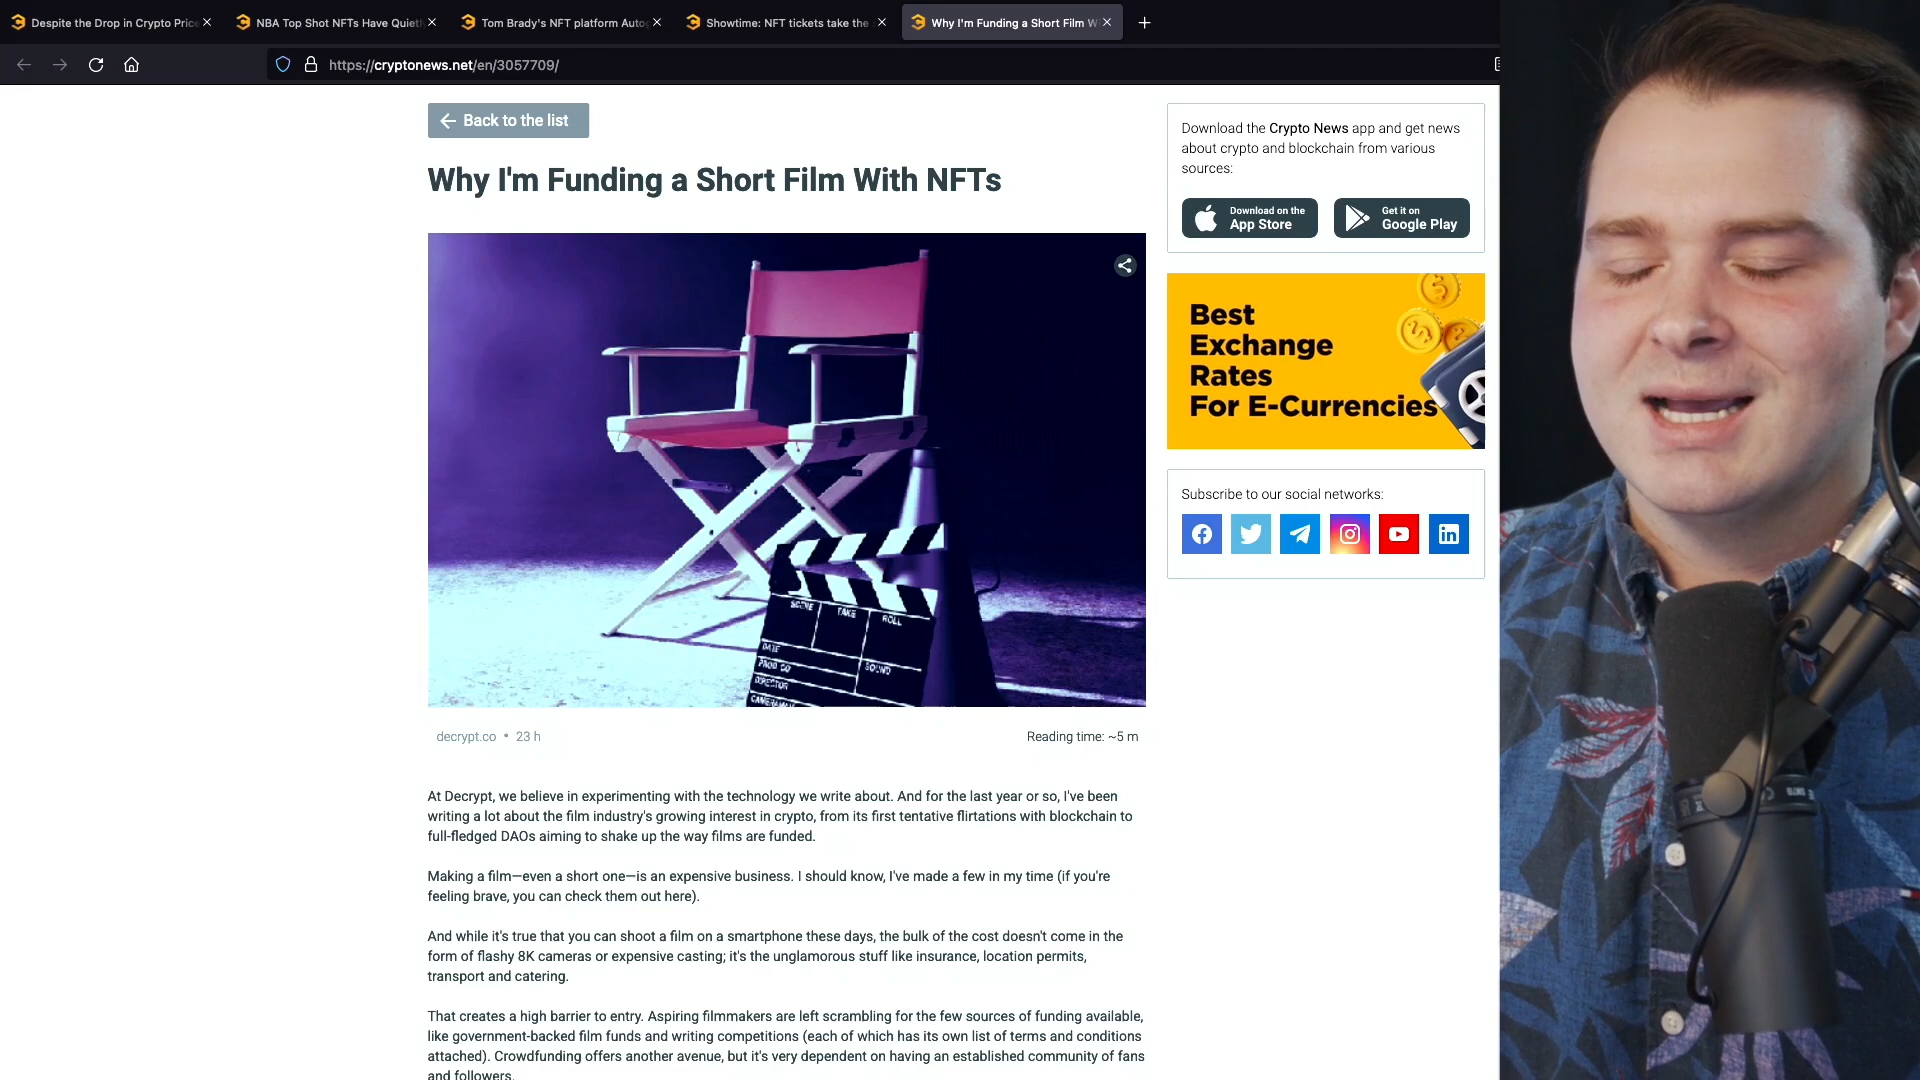 Despite the Drop in Crypto Price
NBA Top Shot NFTs Have Quietl
Tom Brady's NFT platform Autog
Showtime: NFT tickets take the
Why I'm Funding a Short Film Wi
https://cryptonews.net/en/3057709/
Back to the list
Why I'm Funding a Short Film With NFTs
SCENE TAKE ROLL
DATE
SOUND
PROD CO
DIRECTOR
CAMERAMAN
decrypt.co • 23 h
Reading time: ~5 m
At Decrypt, we believe in experimenting with the technology we write about. And for the last year or so, I've been
writing a lot about the film industry's growing interest in crypto, from its first tentative flirtations with blockchain to
full-fledged DAOs aiming to shake up the way films are funded.
Making a film—even a short one—is an expensive business. I should know, I've made a few in my time (if you're
feeling brave, you can check them out here).
And while it's true that you can shoot a film on a smartphone these days, the bulk of the cost doesn't come in the
form of flashy 8K cameras or expensive casting; it's the unglamorous stuff like insurance, location permits,
transport and catering.
That creates a high barrier to entry. Aspiring filmmakers are left scrambling for the few sources of funding available,
like government-backed film funds and writing competitions (each of which has its own list of terms and conditions
attached). Crowdfunding offers another avenue, but it's very dependent on having an established community of fans
and followers.
Download the Crypto News app and get news
about crypto and blockchain from various
sources:
Download on the
App Store
Get it on
Google Play
Best
Exchange
Rates
For E-Currencies
Subscribe to our social networks: